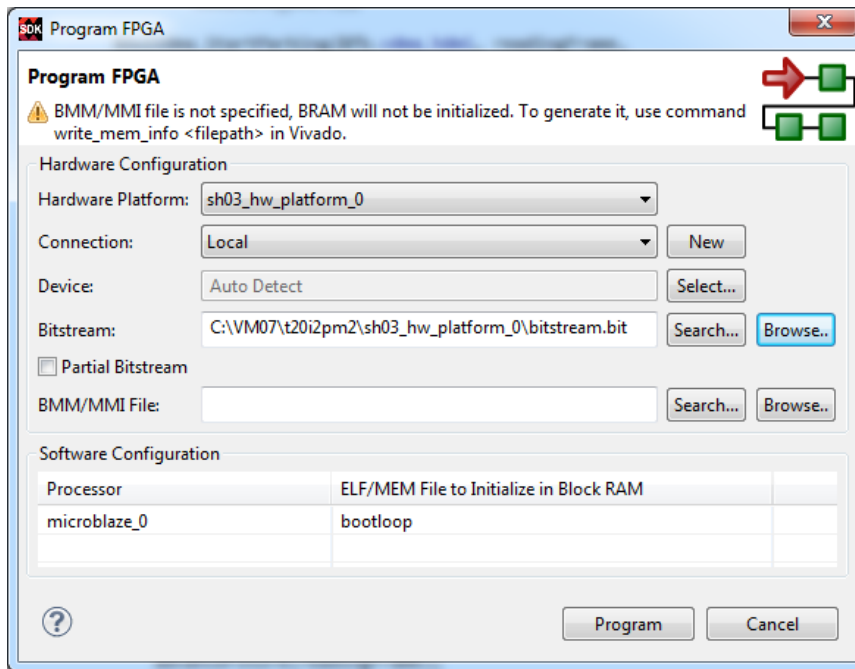 SDK Program FPGA
Program FPGA
BMM/MMI file is not specified, BRAM will not be initialized. To generate it, use command
write_mem_info <filepath> in Vivado.
Hardware Configuration
Hardware Platform: sh03_hw_platform_0
Connection: Local New
Device: Auto Detect Select...
Bitstream: C:\VM07\t20i2pm2\sh03_hw_platform_0\bitstream.bit Search... Browse..
Partial Bitstream
BMM/MMI File: Search... Browse..
Software Configuration
Processor ELF/MEM File to Initialize in Block RAM
microblaze_0 bootloop
? Program Cancel